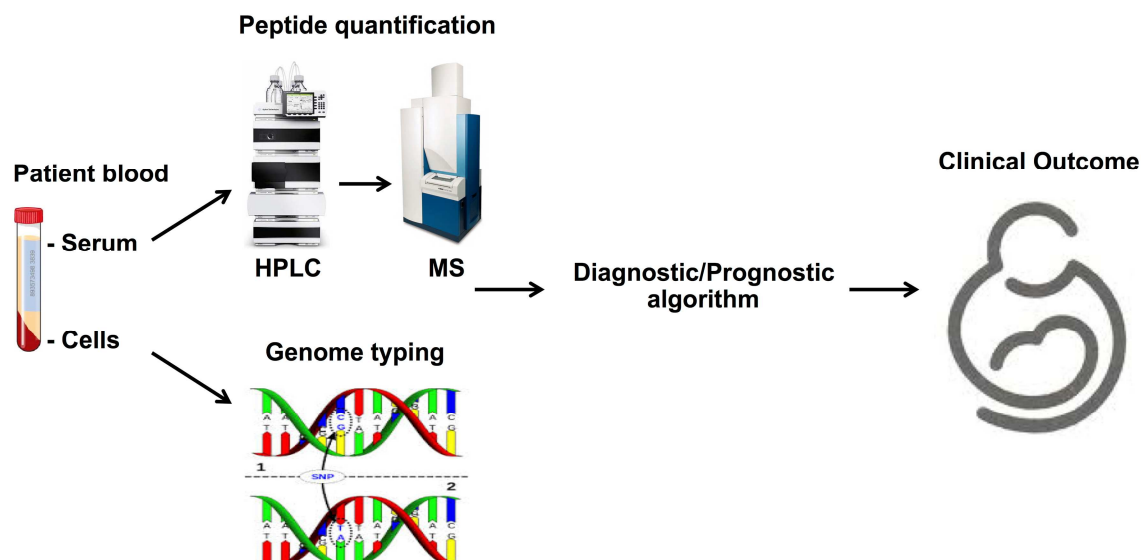 Peptide quantification
Patient blood
- Serum
- Cells
HPLC
MS
Genome typing
A A C T A C
T T G A T G
1
SNP
2
A A T T A C
T T A A T G
Diagnostic/Prognostic
algorithm
Clinical Outcome